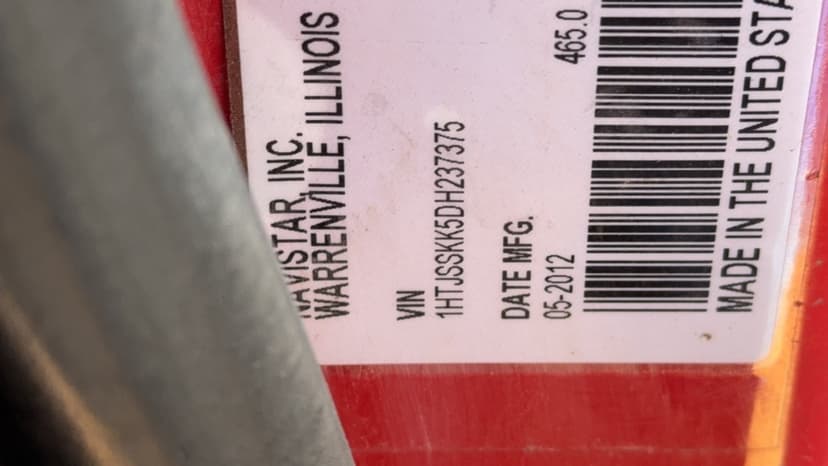 NAVISTAR, INC.
WARRENVILLE, ILLINOIS
VIN
1HTJSSKK5DH237375
DATE MFG.
05-2012
465.0
MADE IN THE UNITED STA